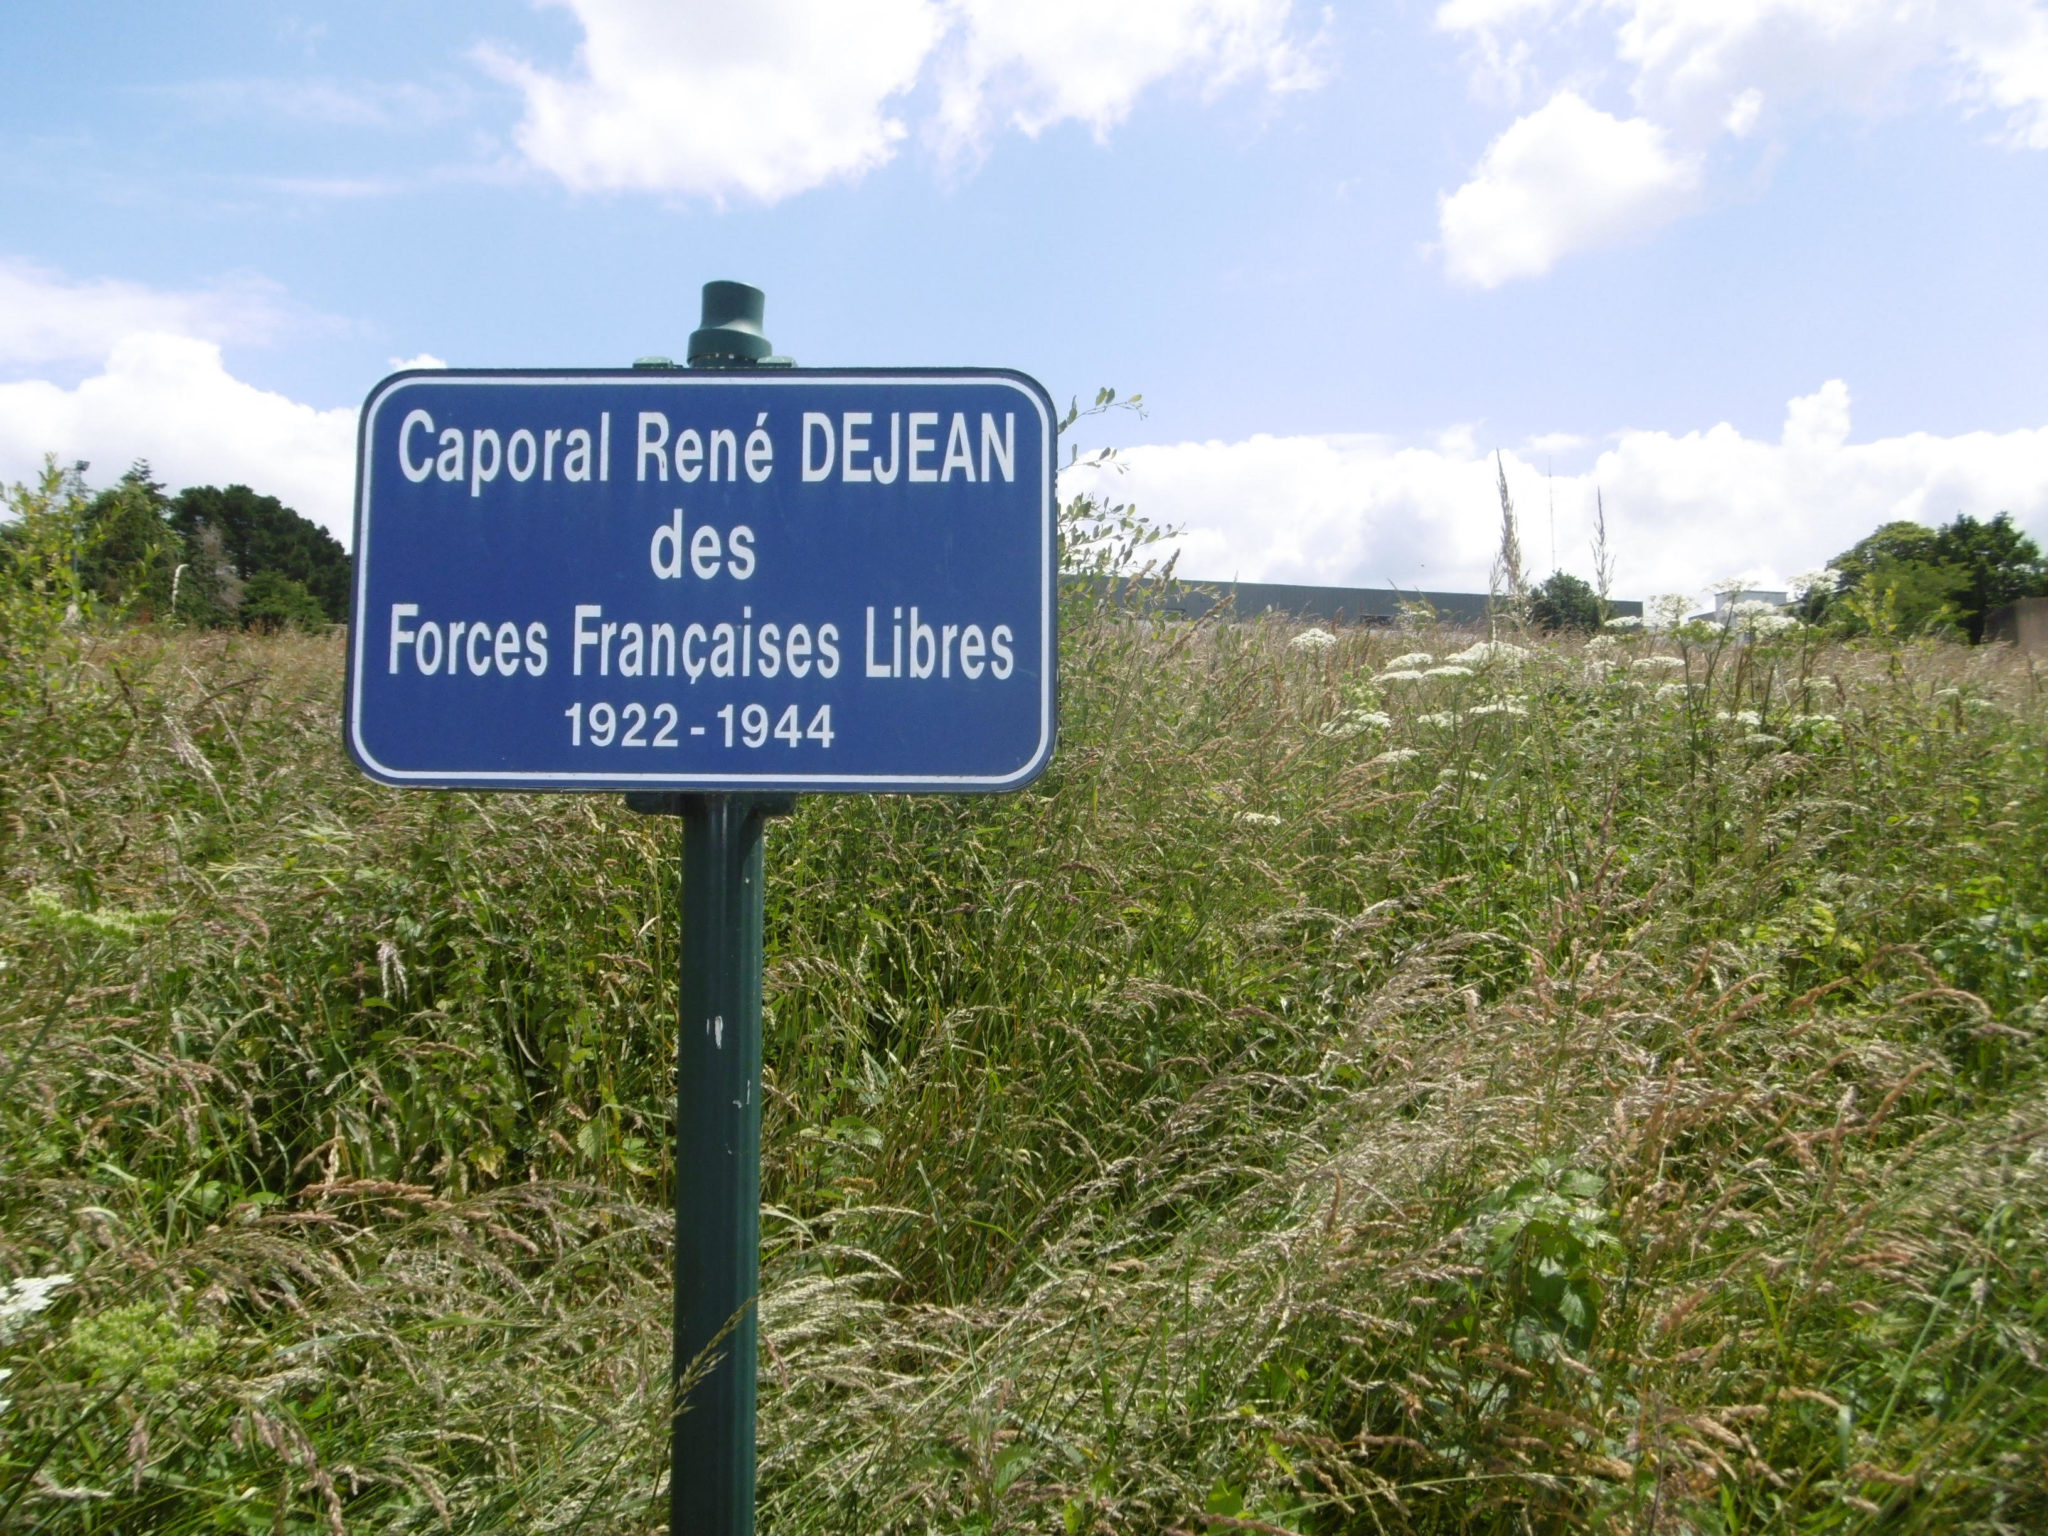 Caporal René DEJEAN
des
Forces Françaises Libres
1922-1944